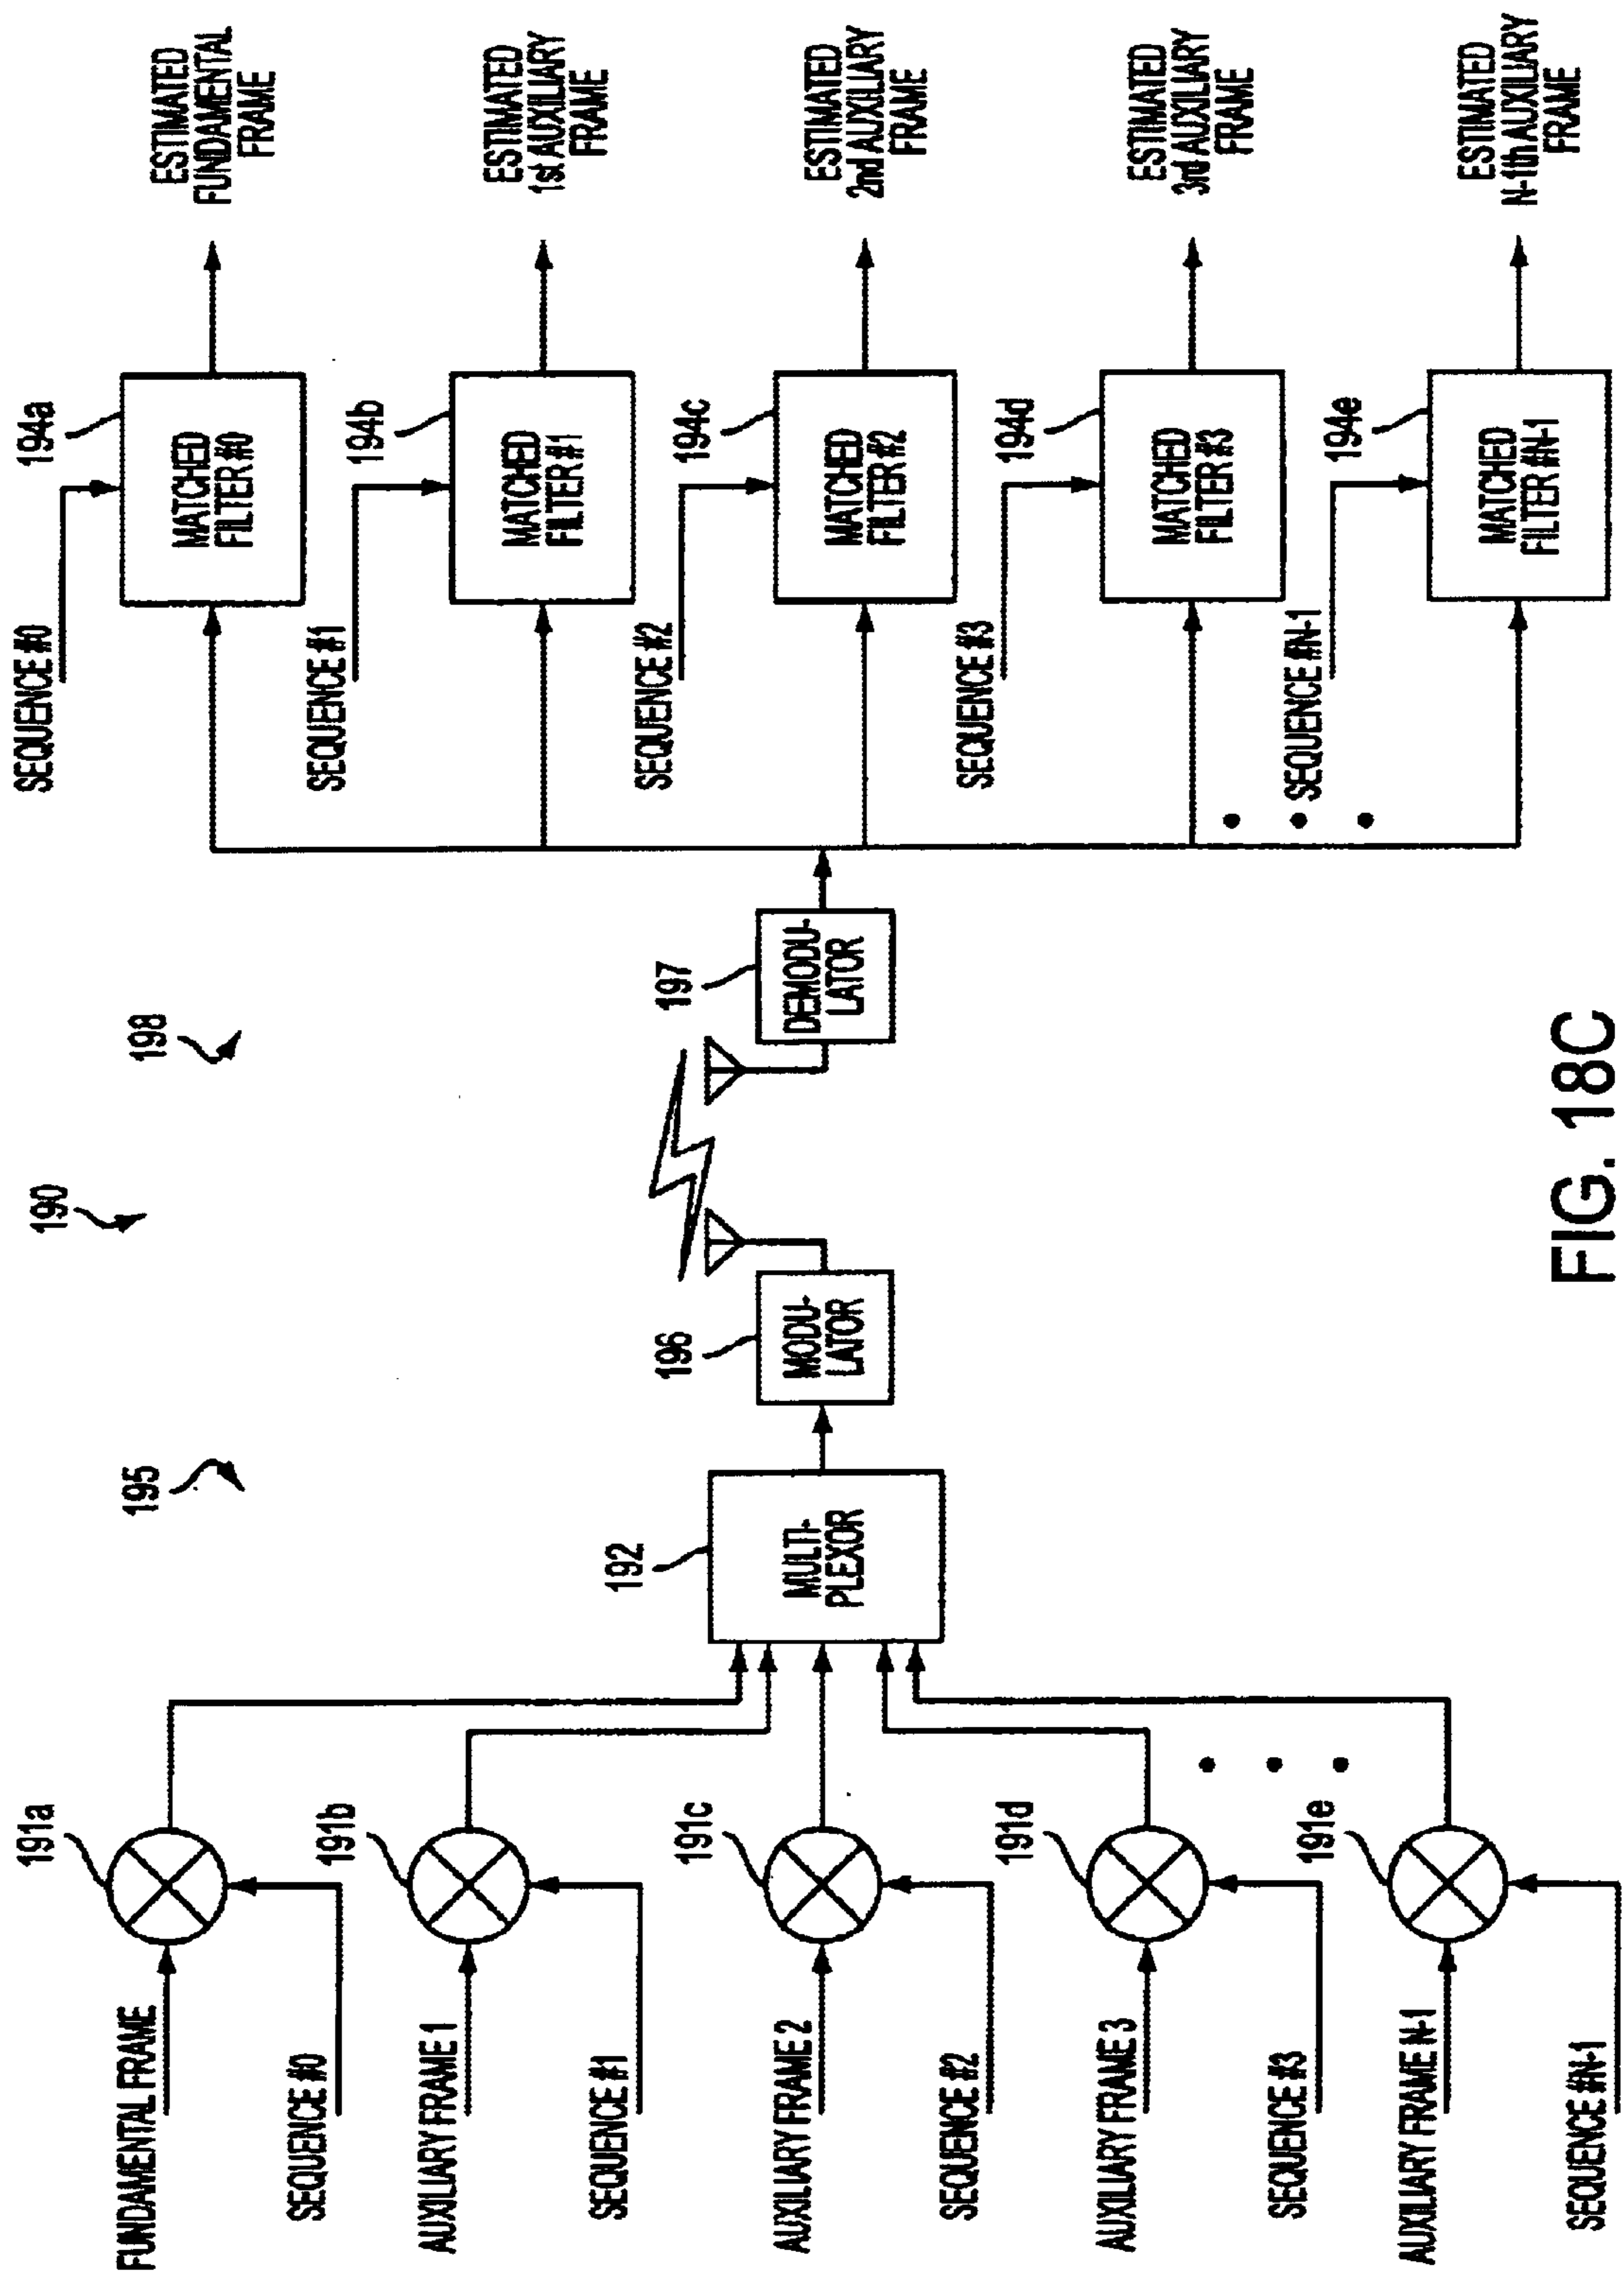 190
195
198
191a
FUNDAMENTAL FRAME
SEQUENCE #0
191b
AUXILIARY FRAME 1
SEQUENCE #1
191c
AUXILIARY FRAME 2
SEQUENCE #2
191d
AUXILIARY FRAME 3
SEQUENCE #3
191e
AUXILIARY FRAME N-1
SEQUENCE #N-1
192
MULTI-
PLEXOR
196
MODU-
LATOR
197
DEMODU-
LATOR
SEQUENCE #0
194a
MATCHED
FILTER #0
ESTIMATED
FUNDAMENTAL
FRAME
SEQUENCE #1
194b
MATCHED
FILTER #1
ESTIMATED
1st AUXILIARY
FRAME
SEQUENCE #2
194c
MATCHED
FILTER #2
ESTIMATED
2nd AUXILIARY
FRAME
SEQUENCE #3
194d
MATCHED
FILTER #3
ESTIMATED
3rd AUXILIARY
FRAME
SEQUENCE #N-1
194e
MATCHED
FILTER #N-1
ESTIMATED
N-1th AUXILIARY
FRAME
FIG. 18C